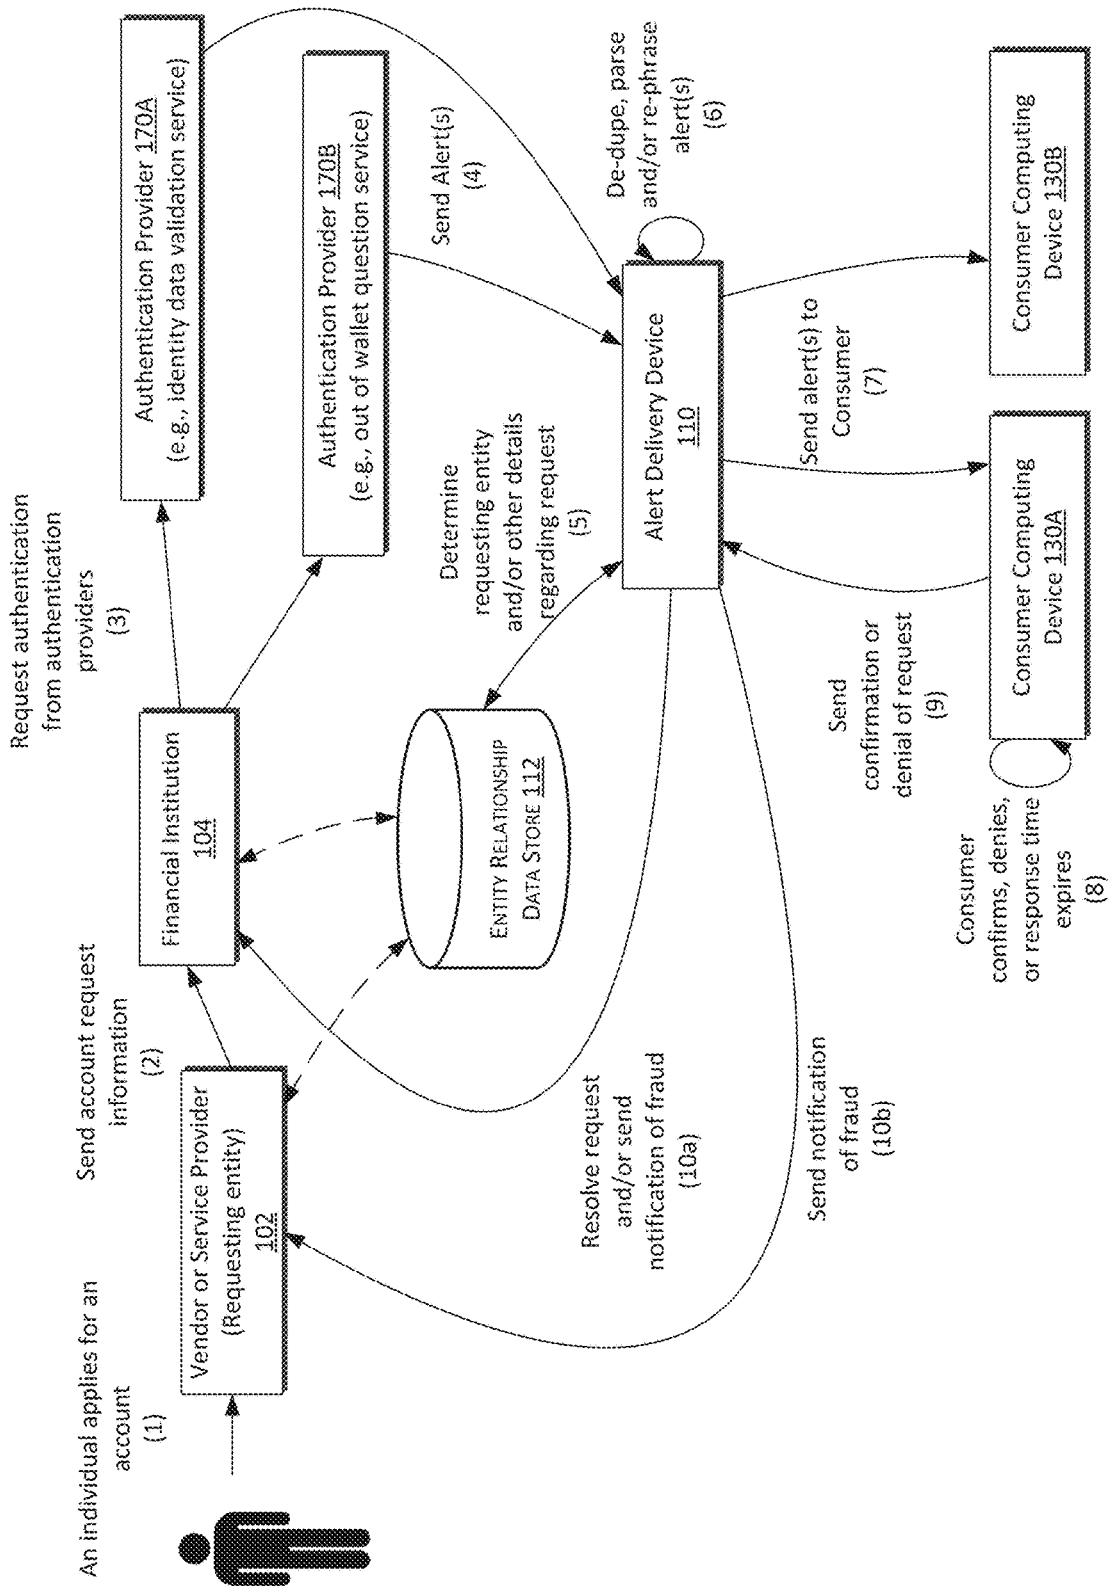 An individual applies for an
account
(1)
Vendor or Service Provider
(Requesting entity)
102
Send account request
information
(2)
Financial Institution
104
Request authentication
from authentication
providers
(3)
Authentication Provider 170A
(e.g., identity data validation service)
Authentication Provider 170B
(e.g., out of wallet question service)
Send Alert(s)
(4)
ENTITY RELATIONSHIP
DATA STORE 112
Determine
requesting entity
and/or other details
regarding request
(5)
Alert Delivery Device
110
De-dupe, parse
and/or re-phrase
alert(s)
(6)
Send alert(s) to
Consumer
(7)
Consumer Computing
Device 130A
Consumer Computing
Device 130B
Consumer
confirms, denies,
or response time
expires
(8)
Send
confirmation or
denial of request
(9)
Resolve request
and/or send
notification of fraud
(10a)
Send notification
of fraud
(10b)